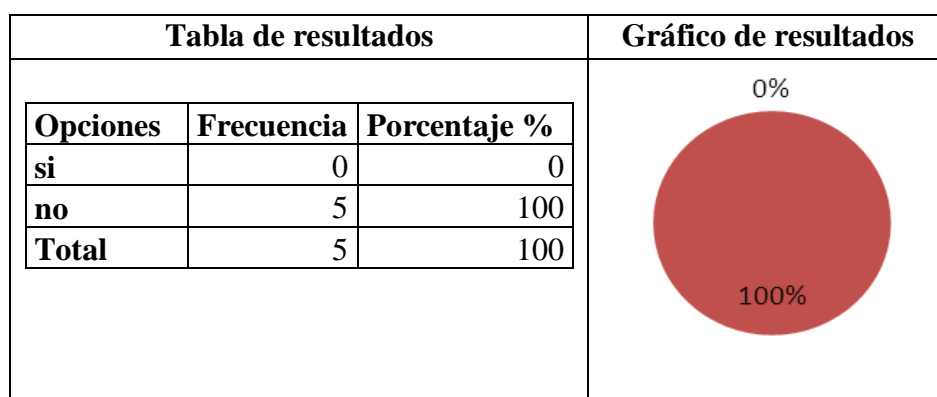 Tabla de resultados
Gráfico de resultados
Opciones Frecuencia Porcentaje %
si 0 0
no 5 100
Total 5 100
0%
100%